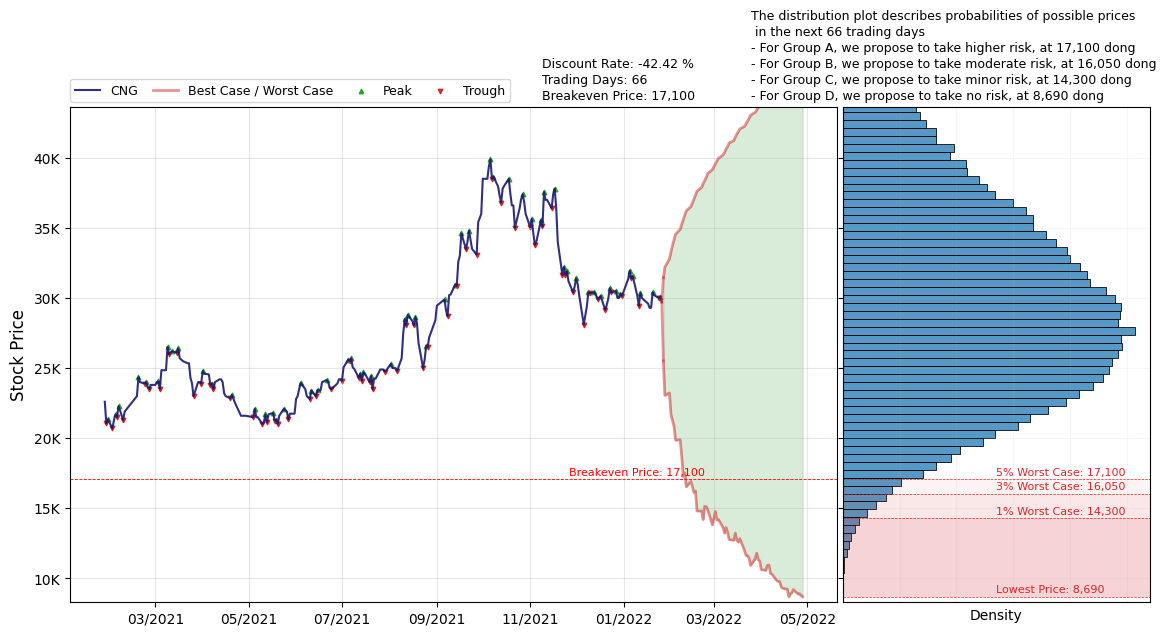 The distribution plot describes probabilities of possible prices
in the next 66 trading days
- For Group A, we propose to take higher risk, at 17,100 dong
- For Group B, we propose to take moderate risk, at 16,050 dong
- For Group C, we propose to take minor risk, at 14,300 dong
- For Group D, we propose to take no risk, at 8,690 dong
Discount Rate: -42.42 %
Trading Days: 66
Breakeven Price: 17,100
CNG
Best Case / Worst Case
Peak
Trough
Stock Price
40K
35K
30K
25K
20K
15K
10K
Breakeven Price: 17,100
03/2021
05/2021
07/2021
09/2021
11/2021
01/2022
03/2022
05/2022
5% Worst Case: 17,100
3% Worst Case: 16,050
1% Worst Case: 14,300
Lowest Price: 8,690
Density